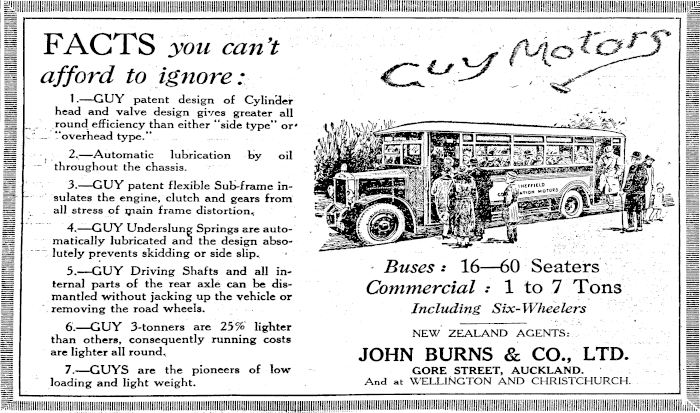 FACTS you can't
afford to ignore:
1.—GUY patent design of Cylinder
head and valve design gives greater all
round efficiency than either "side type" or
"overhead type."
2.—Automatic lubrication by oil
throughout the chassis.
3.—GUY patent flexible Sub-frame in-
sulates the engine, clutch and gears from
all stress of main frame distortion.
4.—GUY Underslung Springs are auto-
matically lubricated and the design abso-
lutely prevents skidding or side slip.
5.—GUY Driving Shafts and all in-
ternal parts of the rear axle can be dis-
mantled without jacking up the vehicle or
removing the road wheels.
6.—GUY 3-tonners are 25% lighter
than others, consequently running costs
are lighter all round.
7.—GUYS are the pioneers of low
loading and light weight.
Guy Motors
SHEFFIELD
MOTORS
Buses: 16—60 Seaters
Commercial: 1 to 7 Tons
Including Six-Wheelers
NEW ZEALAND AGENTS:
JOHN BURNS & CO., LTD.
GORE STREET, AUCKLAND.
And at WELLINGTON AND CHRISTCHURCH.